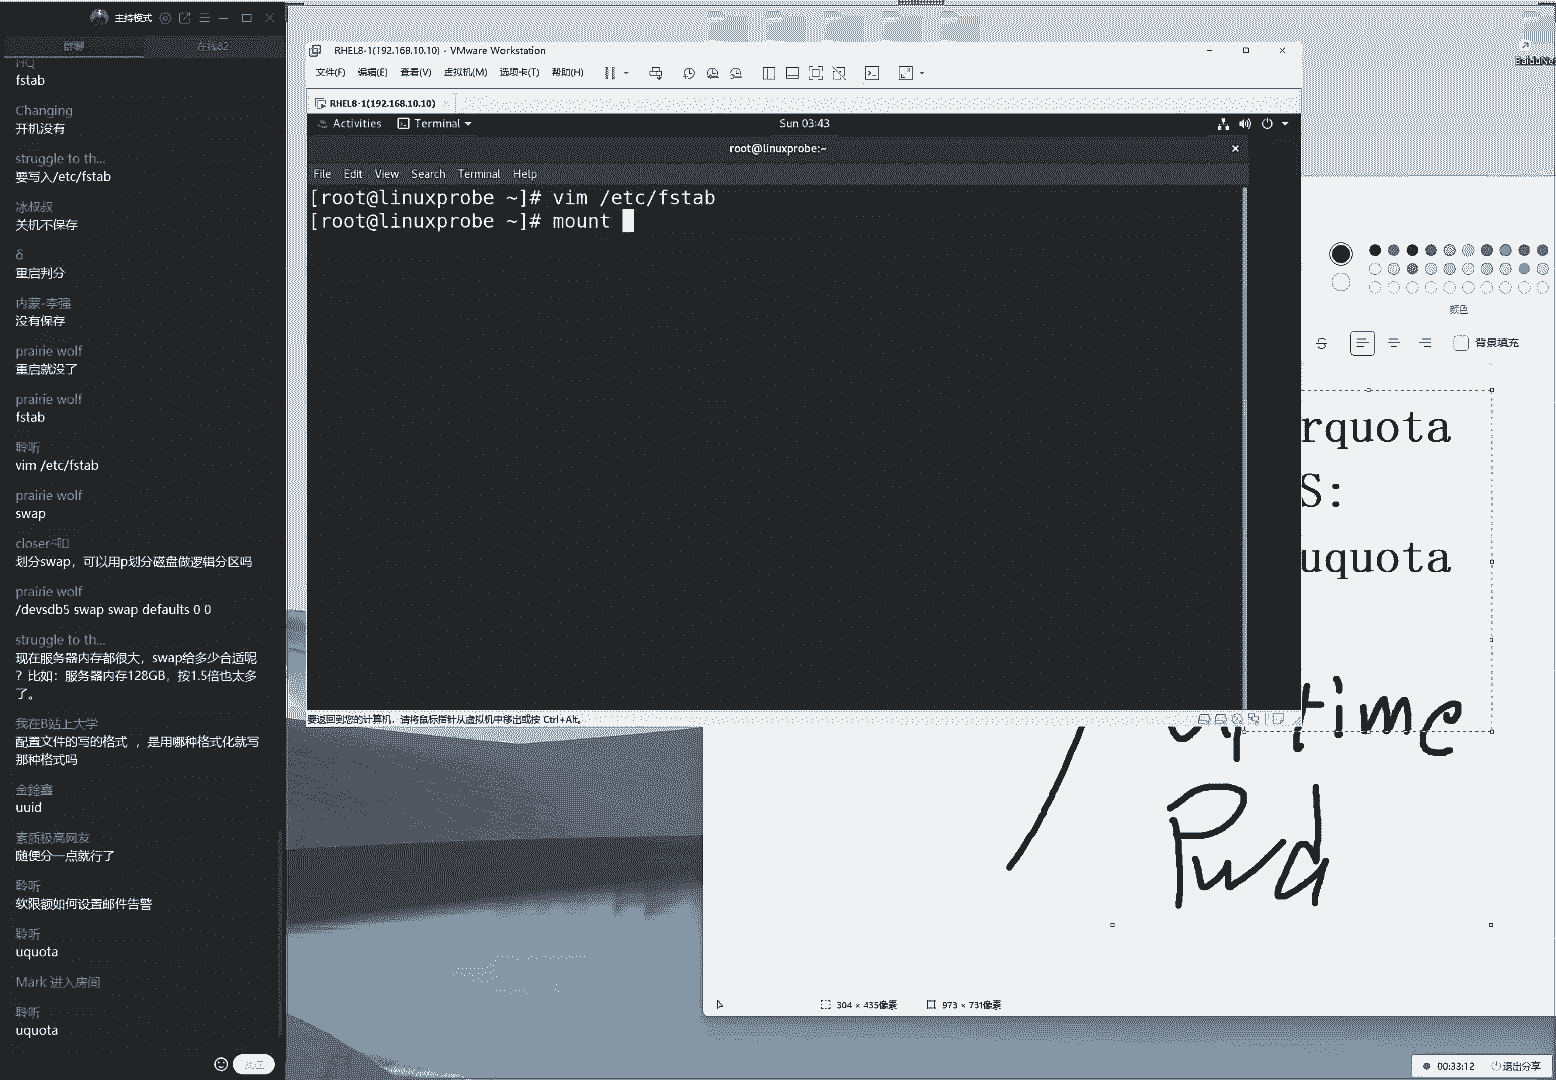 主持模式
群聊
在线82
HQ
fstab
Changing
开机没有
struggle to th...
要写入/etc/fstab
冰叔叔
关机不保存
δ
重启判分
内蒙-李强
没有保存
prairie wolf
重启就没了
prairie wolf
fstab
聆听
vim /etc/fstab
prairie wolf
swap
划分swap，可以用p划分磁盘做逻辑分区吗
prairie wolf
/devsdb5 swap swap defaults 0 0
struggle to th...
现在服务器内存都很大，swap给多少合适呢
？比如：服务器内存128GB，按1.5倍也太多
了。
我在B站上大学
配置文件的写的格式 ，是用哪种格式化就写
那种格式吗
uuid
素质极高网友
随便分一点就行了
聆听
软限额如何设置邮件告警
聆听
uquota
Mark 进入房间
聆听
uquota
RHEL8-1(192.168.10.10) - VMware Workstation
文件(F) 编辑(E) 查看(V) 虚拟机(M) 选项卡(T) 帮助(H)
RHEL8-1(192.168.10.10)
Activities Terminal Sun 03:43
root@linuxprobe:~
File Edit View Search Terminal Help
[root@linuxprobe ~]# vim /etc/fstab
[root@linuxprobe ~]# mount
要返回到您的计算机，请将鼠标指针从虚拟机中移出或按 Ctrl+Alt。
BaiduNe
颜色
背景填充
rquota
S:
uquota
uptime
Pwd
304 × 435像素 973 × 731像素
00:33:12 退出分享